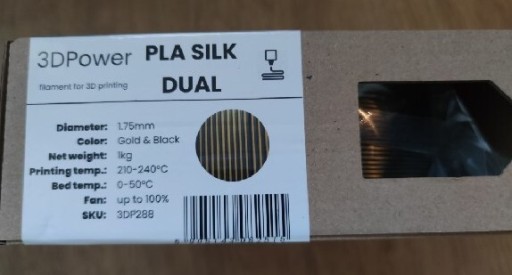 3DPower PLA SILK
filament for 3D printing DUAL
Diameter: 1.75mm
Color: Gold & Black
Net weight: 1kg
Printing temp.: 210-240°C
Bed temp.: 0-50°C
Fan: up to 100%
SKU: 3DP288